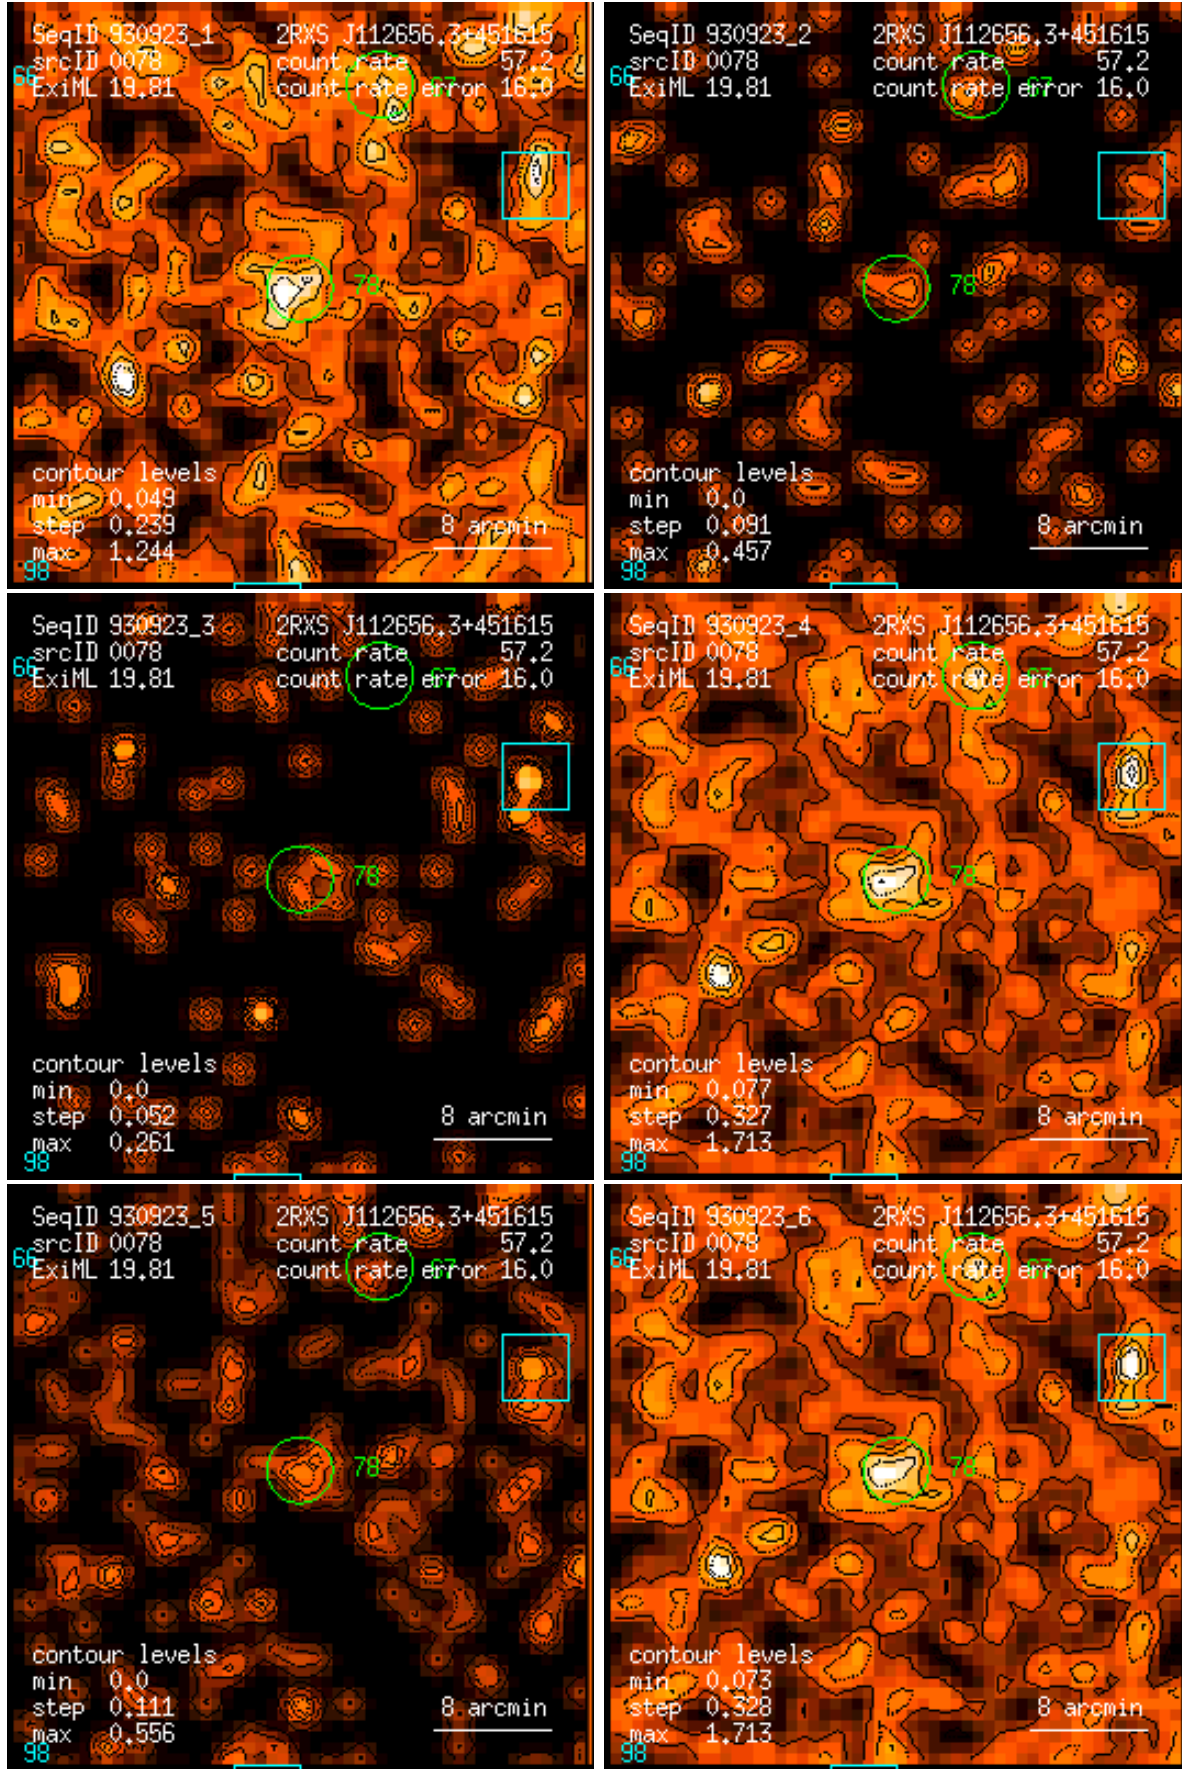 SeqID 930923_1 2RXS J112656.3+451615
srcID 0078 count rate 57.2
66
ExiML 19.81 count rate error 16.0
67
78
contour levels
min 0.049
step 0.239 8 arcmin
max 1.244
98
SeqID 930923_2 2RXS J112656.3+451615
srcID 0078 count rate 57.2
66
ExiML 19.81 count rate error 16.0
67
78
contour levels
min 0.0
step 0.091 8 arcmin
max 0.457
98
SeqID 930923_3 2RXS J112656.3+451615
srcID 0078 count rate 57.2
66
ExiML 19.81 count rate error 16.0
67
78
contour levels
min 0.0
step 0.052 8 arcmin
max 0.261
98
SeqID 930923_4 2RXS J112656.3+451615
srcID 0078 count rate 57.2
66
ExiML 19.81 count rate error 16.0
67
78
contour levels
min 0.077
step 0.327 8 arcmin
max 1.713
98
SeqID 930923_5 2RXS J112656.3+451615
srcID 0078 count rate 57.2
66
ExiML 19.81 count rate error 16.0
67
78
contour levels
min 0.0
step 0.111 8 arcmin
max 0.556
98
SeqID 930923_6 2RXS J112656.3+451615
srcID 0078 count rate 57.2
66
ExiML 19.81 count rate error 16.0
67
78
contour levels
min 0.073
step 0.328 8 arcmin
max 1.713
98